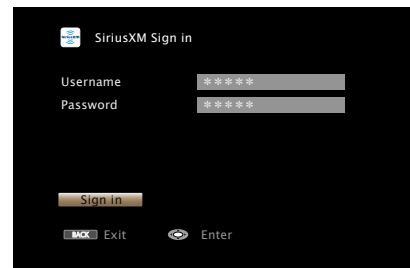 SiriusXM Sign in
Username *****
Password *****
Sign in
BACK Exit Enter